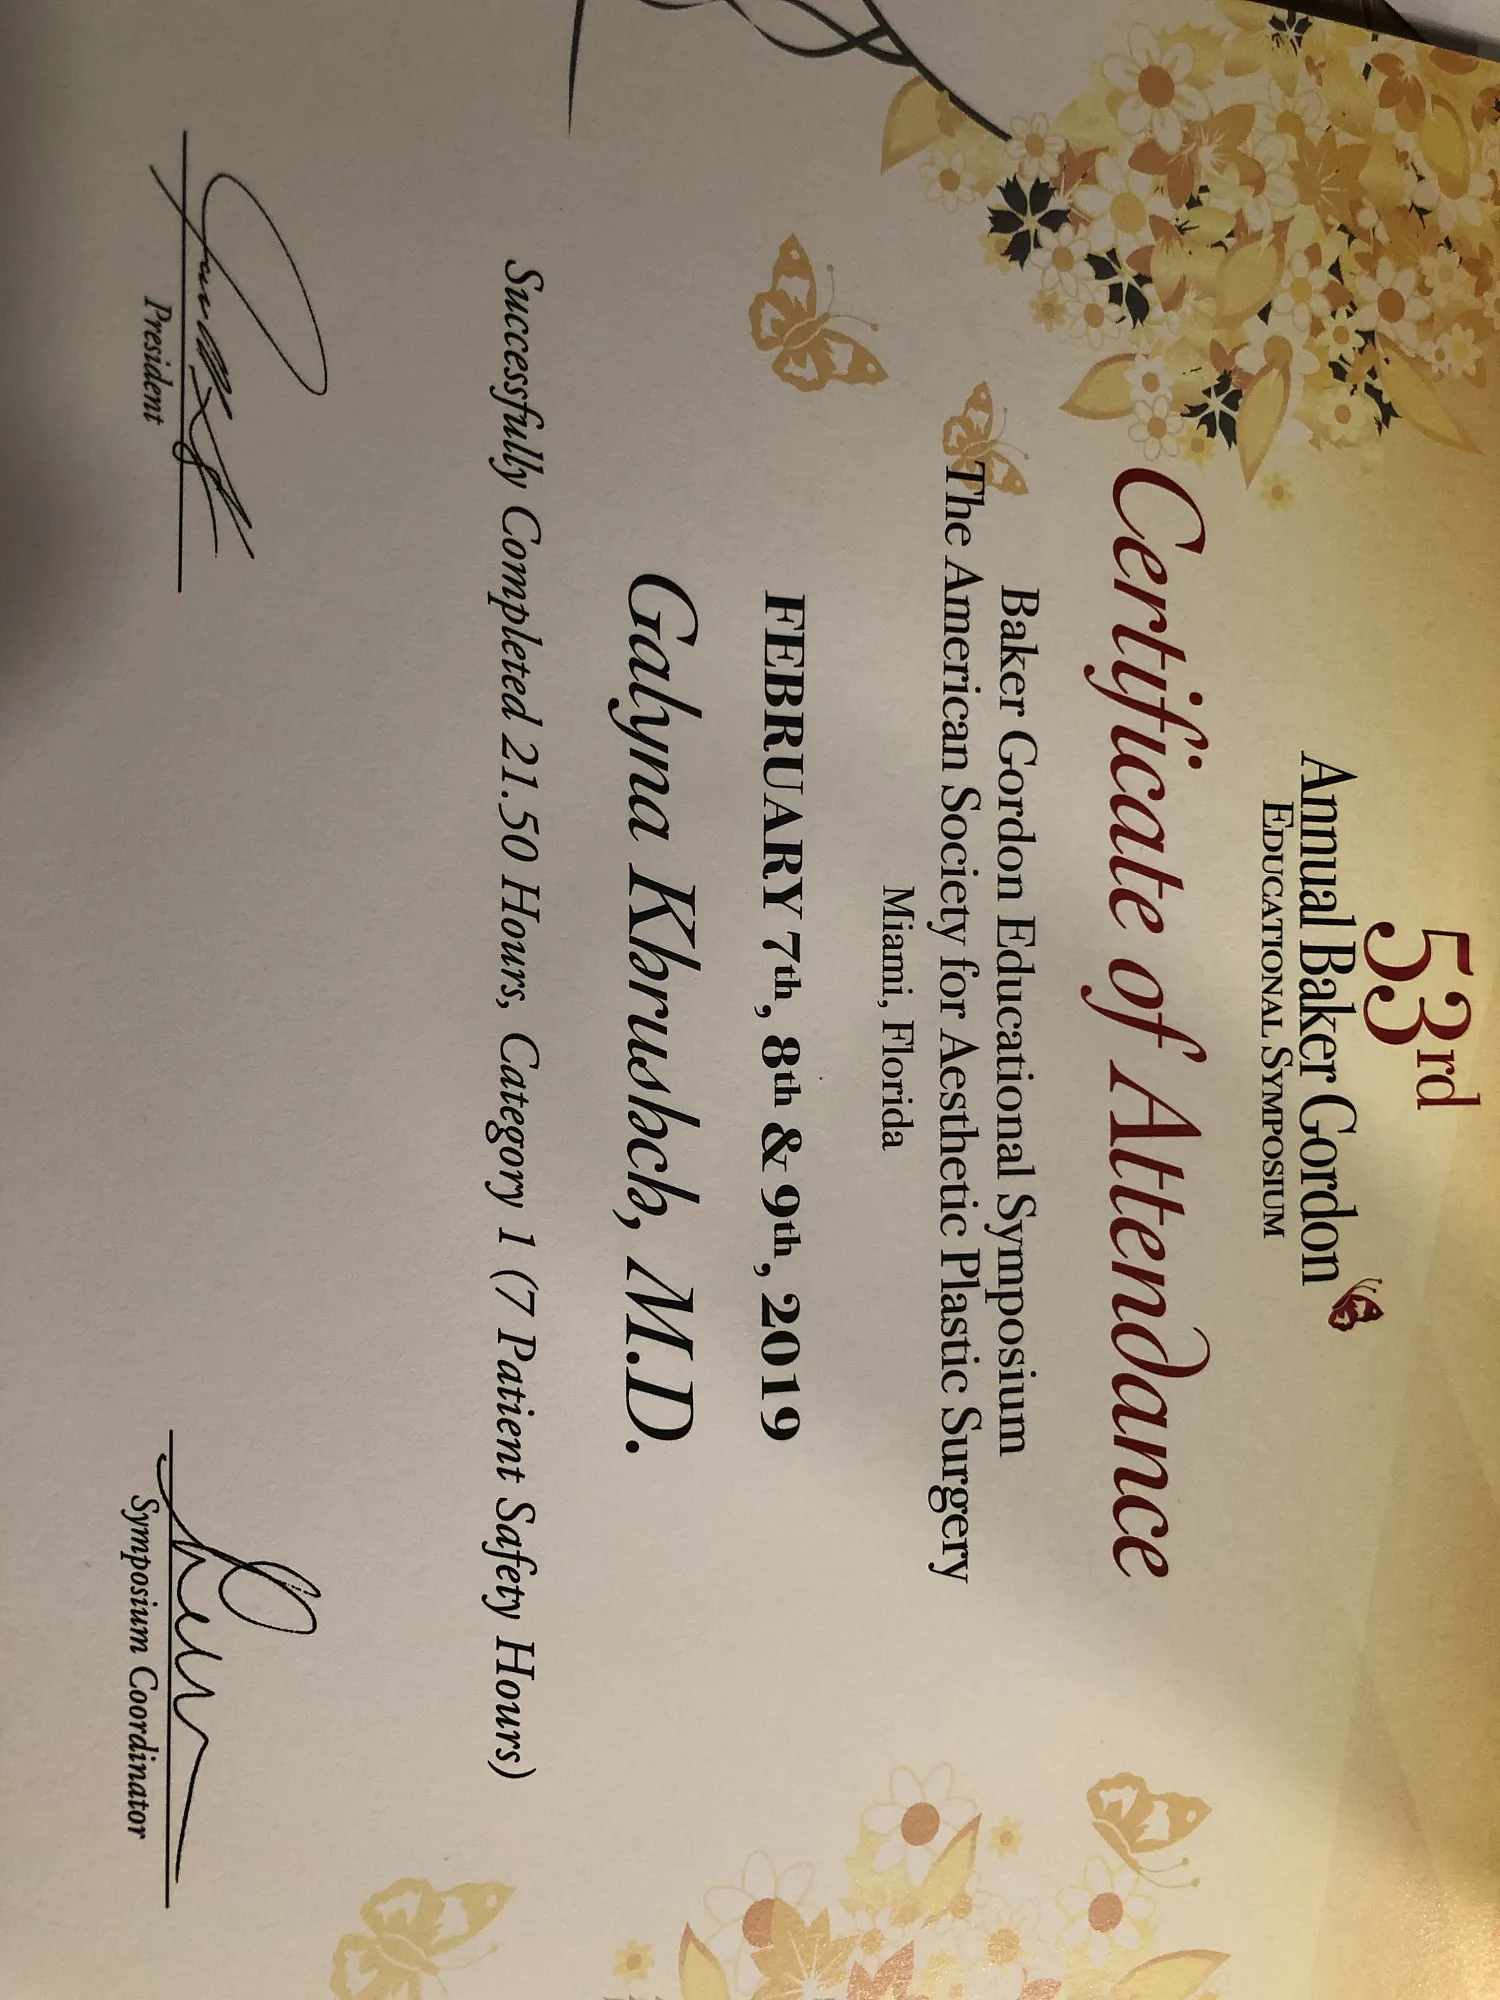 53rd
Annual Baker Gordon
EDUCATIONAL SYMPOSIUM
Certificate of Attendance
Baker Gordon Educational Symposium
The American Society for Aesthetic Plastic Surgery
Miami, Florida
FEBRUARY 7th, 8th & 9th, 2019
Galyna Khrushch, M.D.
Successfully Completed 21.50 Hours, Category 1 (7 Patient Safety Hours)
President
Symposium Coordinator